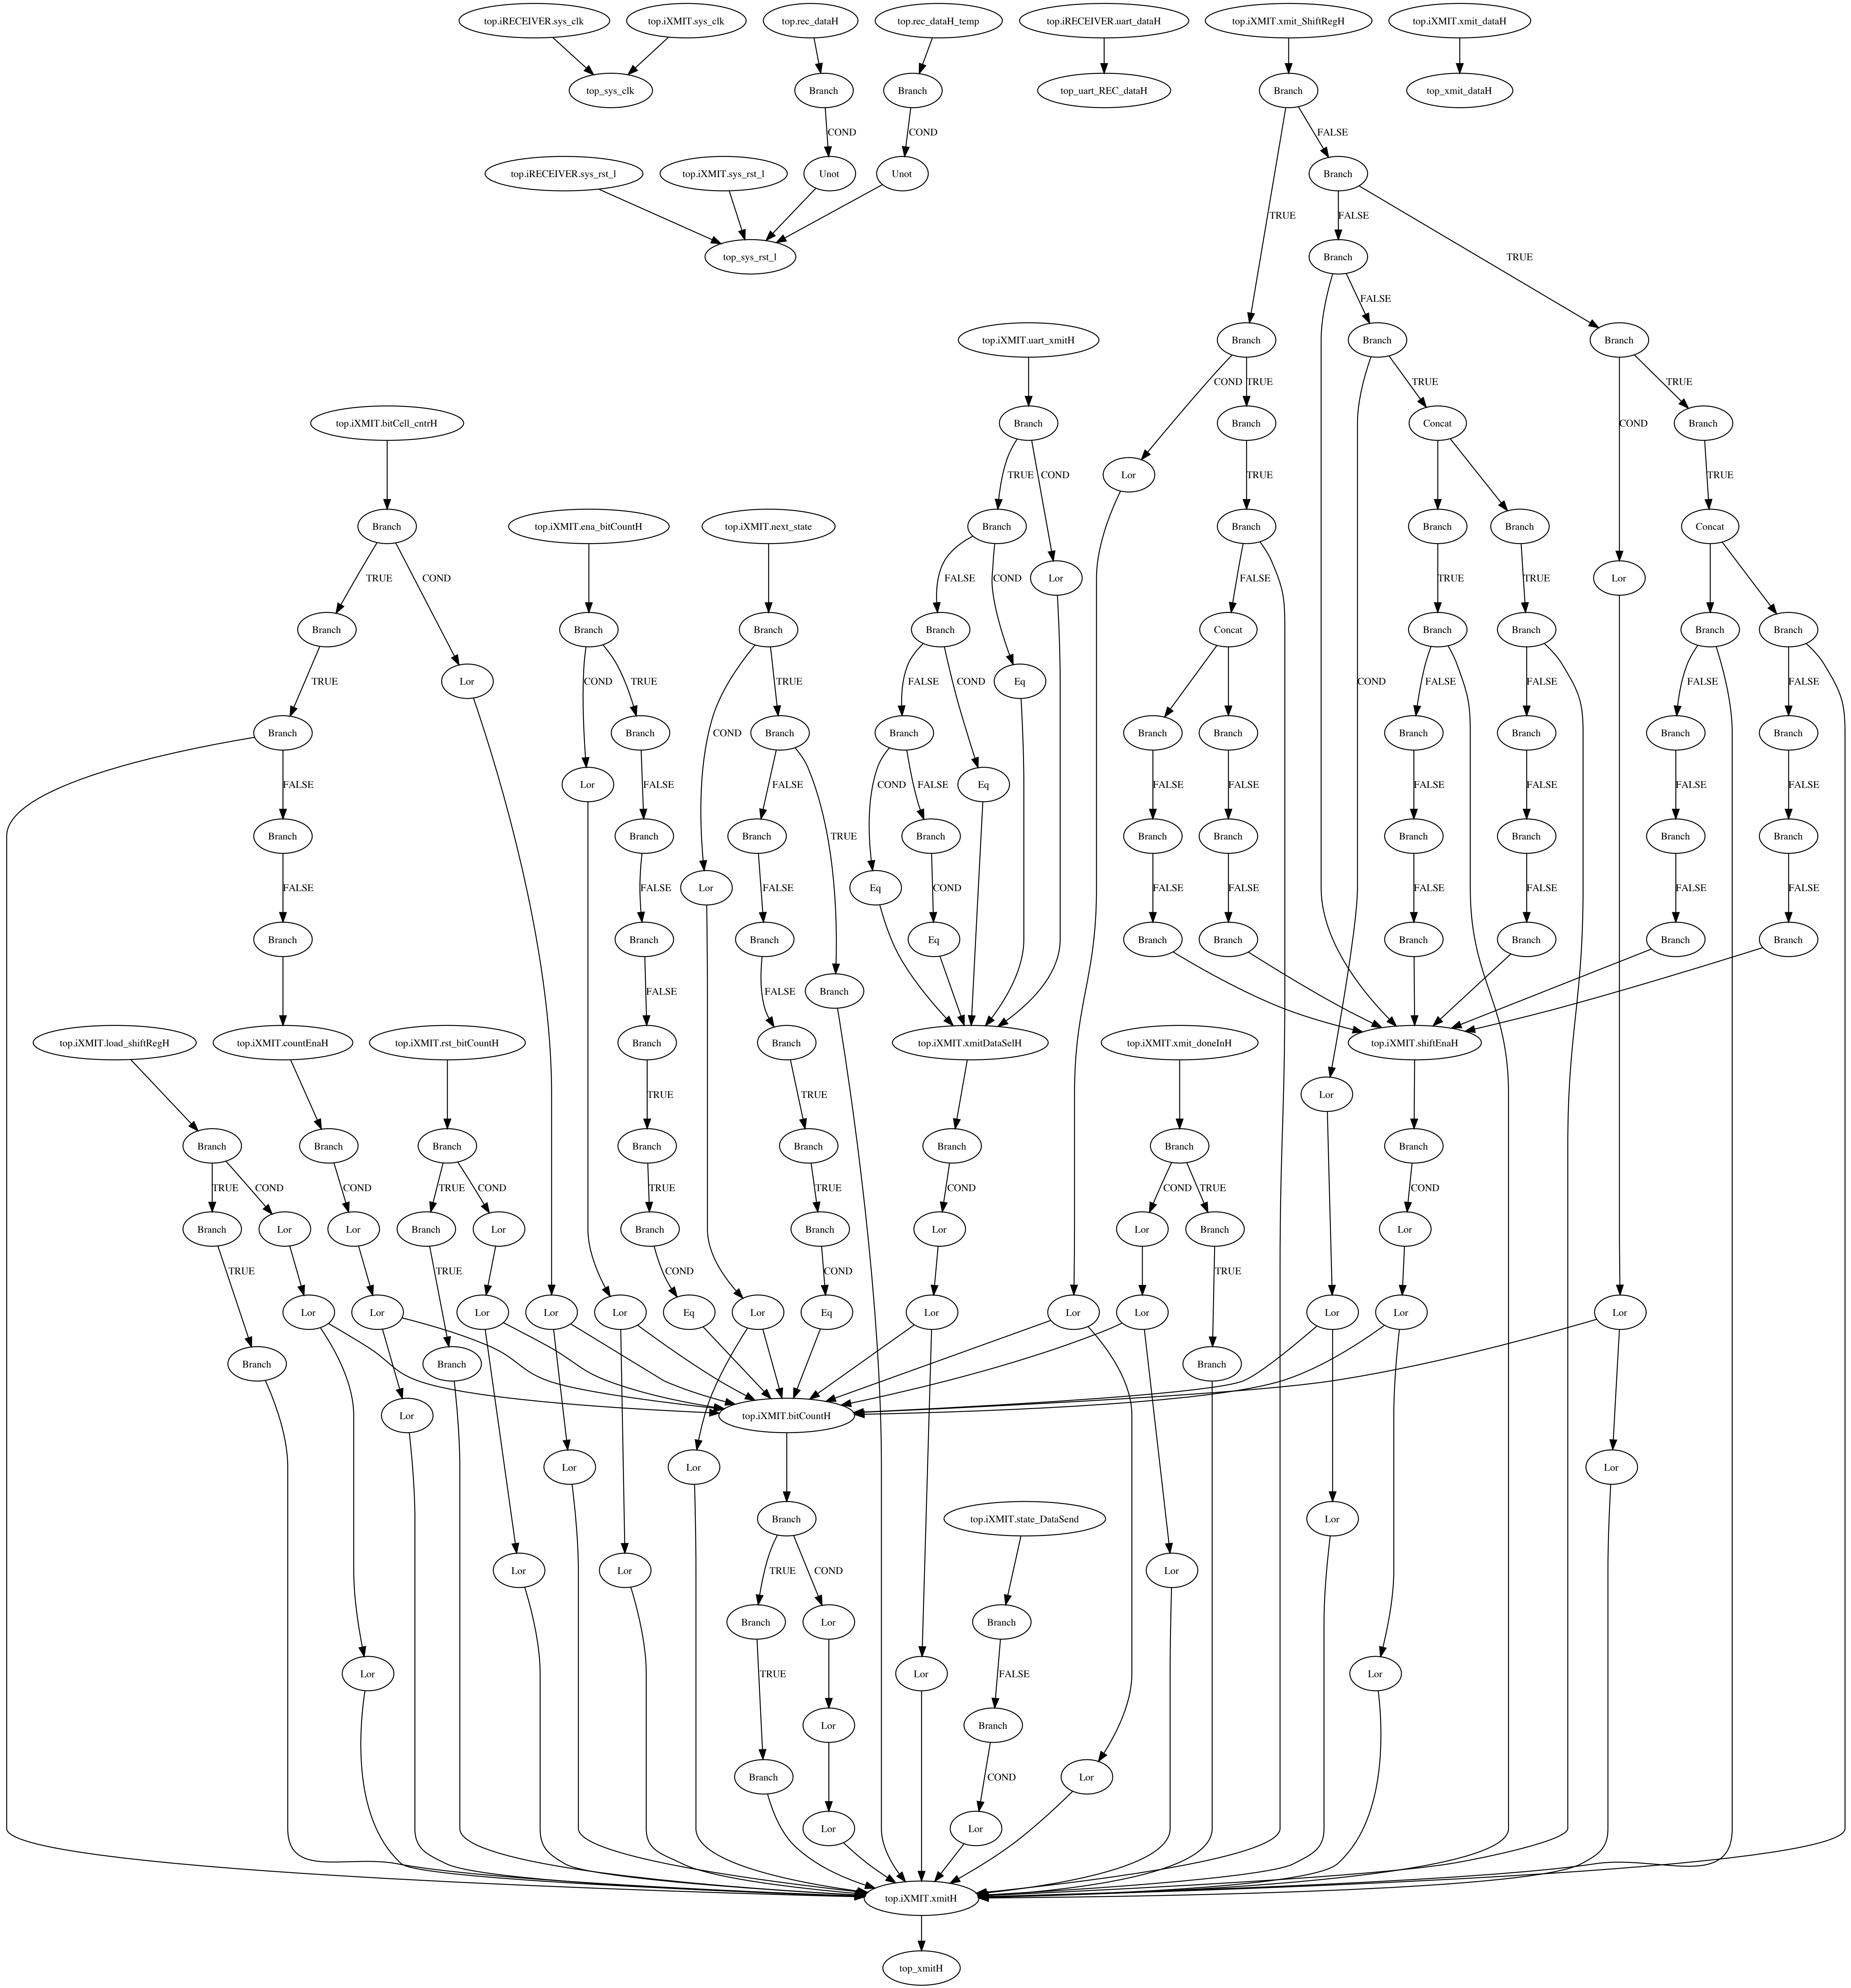 top.iRECEIVER.sys_clk
top.iXMIT.sys_clk
top.rec_dataH
top.rec_dataH_temp
top.iRECEIVER.uart_dataH
top.iXMIT.xmit_ShiftRegH
top.iXMIT.xmit_dataH
top_sys_clk
Branch
Branch
top_uart_REC_dataH
Branch
top_xmit_dataH
COND
COND
FALSE
top.iRECEIVER.sys_rst_l
top.iXMIT.sys_rst_l
Unot
Unot
Branch
TRUE
FALSE
top_sys_rst_l
Branch
TRUE
FALSE
top.iXMIT.uart_xmitH
Branch
Branch
Branch
COND
TRUE
TRUE
TRUE
top.iXMIT.bitCell_cntrH
Branch
Branch
Concat
COND
Branch
TRUE
COND
Lor
TRUE
TRUE
Branch
top.iXMIT.ena_bitCountH
top.iXMIT.next_state
Branch
Branch
Branch
Branch
Concat
TRUE
COND
FALSE
COND
Lor
FALSE
TRUE
TRUE
Lor
Branch
Branch
Branch
Branch
Concat
Branch
Branch
Branch
Branch
TRUE
Lor
COND
TRUE
TRUE
FALSE
COND
Eq
COND
FALSE
FALSE
FALSE
FALSE
Branch
Branch
Branch
COND
Branch
Branch
Branch
Branch
Branch
Branch
Branch
FALSE
Lor
FALSE
FALSE
COND
FALSE
Eq
FALSE
FALSE
FALSE
FALSE
FALSE
FALSE
Branch
Branch
Branch
TRUE
Branch
Branch
Branch
Branch
Branch
Branch
Branch
FALSE
FALSE
Lor
FALSE
Eq
COND
FALSE
FALSE
FALSE
FALSE
FALSE
FALSE
Branch
Branch
Branch
Eq
Branch
Branch
Branch
Branch
Branch
Branch
FALSE
FALSE
Branch
top.iXMIT.load_shiftRegH
top.iXMIT.countEnaH
top.iXMIT.rst_bitCountH
Branch
Branch
top.iXMIT.xmitDataSelH
top.iXMIT.xmit_doneInH
top.iXMIT.shiftEnaH
TRUE
TRUE
Lor
Branch
Branch
Branch
Branch
Branch
Branch
Branch
Branch
TRUE
COND
COND
TRUE
COND
TRUE
TRUE
COND
COND
TRUE
COND
Branch
Lor
Lor
Branch
Lor
Branch
Branch
Lor
Lor
Branch
Lor
TRUE
TRUE
COND
COND
TRUE
Lor
Lor
Lor
Lor
Lor
Eq
Lor
Eq
Lor
Lor
Lor
Lor
Lor
Lor
Branch
Branch
Branch
Lor
top.iXMIT.bitCountH
Lor
Lor
Lor
Branch
top.iXMIT.state_DataSend
Lor
Lor
Lor
TRUE
COND
Lor
Branch
Lor
Branch
Lor
TRUE
Lor
FALSE
Lor
Lor
Branch
Branch
COND
Lor
Lor
Lor
top.iXMIT.xmitH
top_xmitH